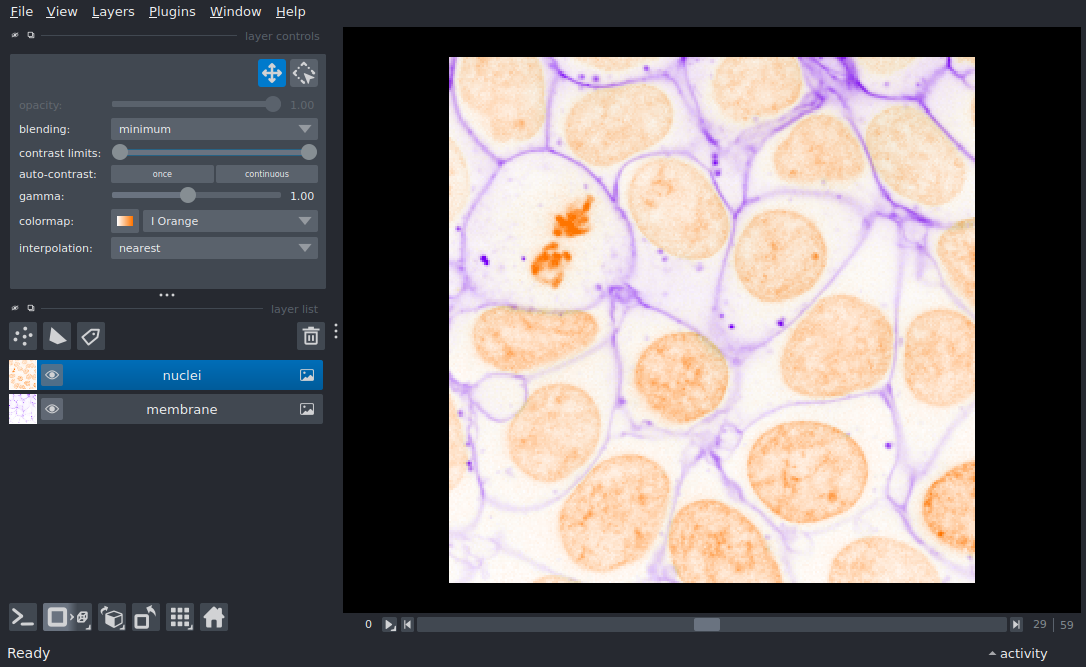 File View Layers Plugins Window Help
layer controls
opacity: 1.00
blending: minimum
contrast limits:
auto-contrast: once continuous
gamma: 1.00
colormap: I Orange
interpolation: nearest
layer list
nuclei
membrane
0 29 59
Ready activity